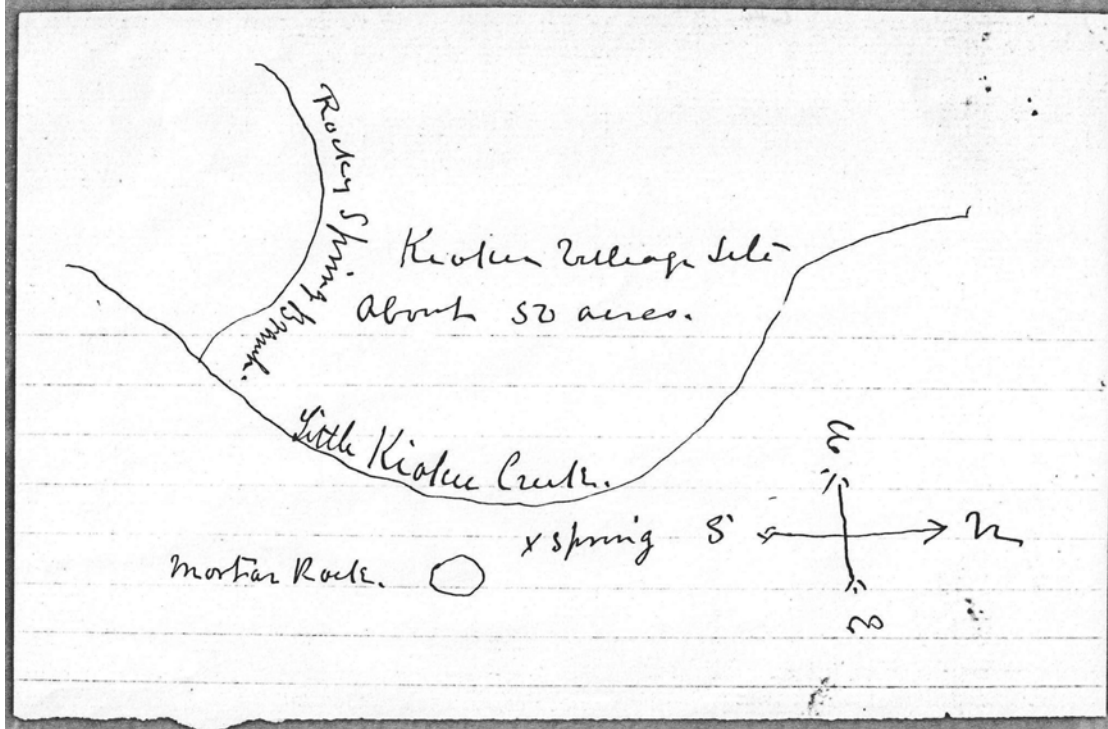 Rocky Spring Branch.
Kiokee Village Site
About 50 acres.
Little Kiokee Creek.
W
x spring
S
N
Mortar Rock.
E